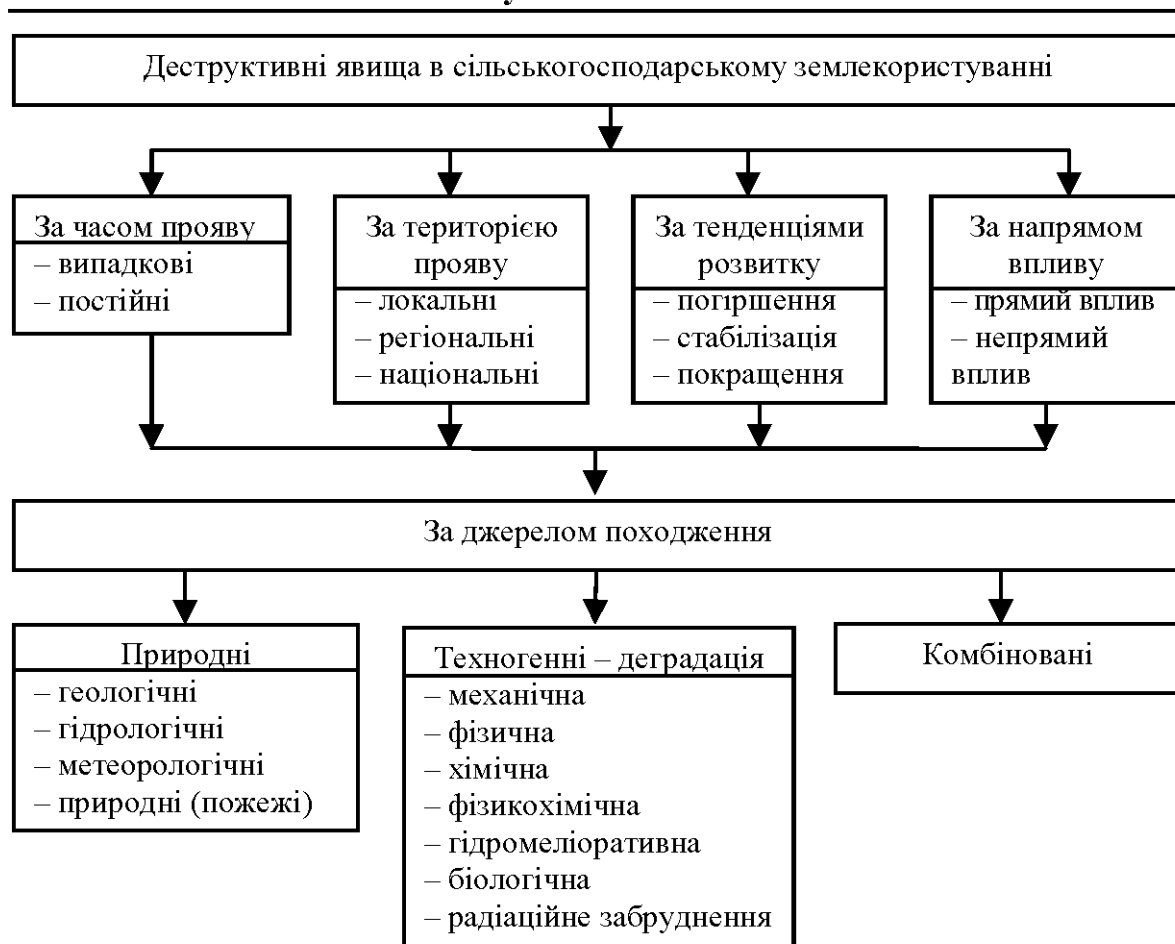 Деструктивні явища в сільськогосподарському землекористуванні
За часом прояву
– випадкові
– постійні
За територією
прояву
– локальні
– регіональні
– національні
За тенденціями
розвитку
– погіршення
– стабілізація
– покращення
За напрямом
впливу
– прямий вплив
– непрямий
вплив
За джерелом походження
Природні
– геологічні
– гідрологічні
– метеорологічні
– природні (пожежі)
Техногенні – деградація
– механічна
– фізична
– хімічна
– фізикохімічна
– гідромеліоративна
– біологічна
– радіаційне забруднення
Комбіновані